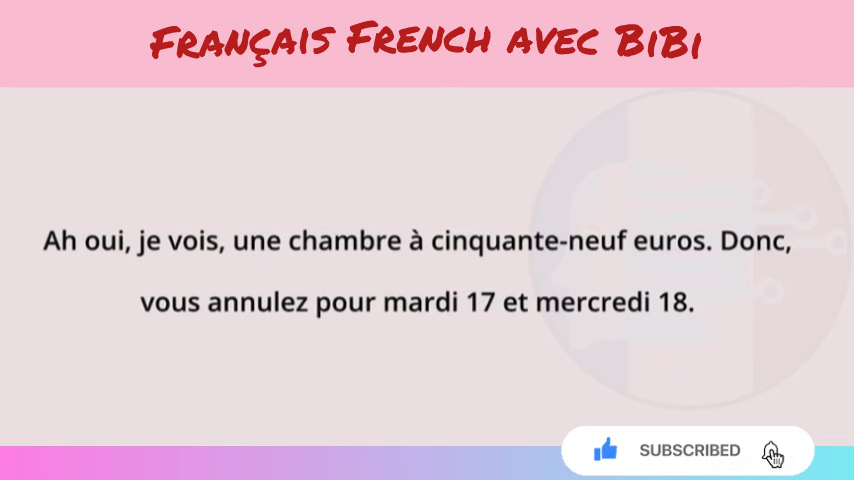 Français French avec BiBi
Ah oui, je vois, une chambre à cinquante-neuf euros. Donc,
vous annulez pour mardi 17 et mercredi 18.
SUBSCRIBED